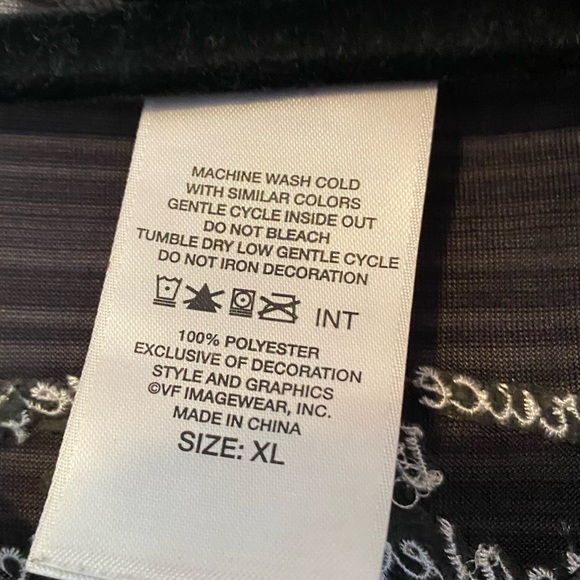 MACHINE WASH COLD
WITH SIMILAR COLORS
GENTLE CYCLE INSIDE OUT
DO NOT BLEACH
TUMBLE DRY LOW GENTLE CYCLE
DO NOT IRON DECORATION
INT
100% POLYESTER
EXCLUSIVE OF DECORATION
STYLE AND GRAPHICS
©VF IMAGEWEAR, INC.
MADE IN CHINA
SIZE: XL